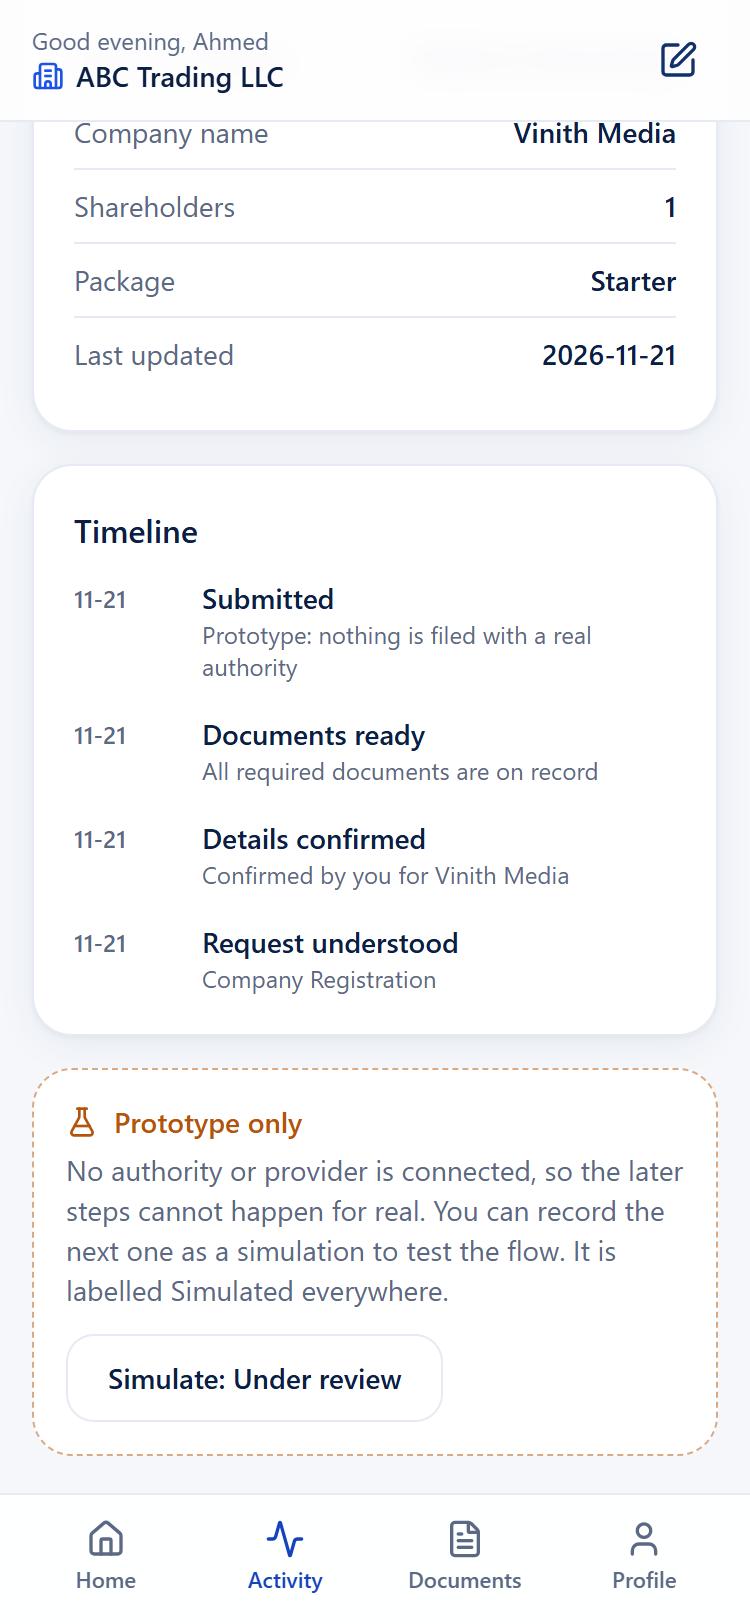 Good evening, Ahmed
ABC Trading LLC
Company name Vinith Media
Shareholders 1
Package Starter
Last updated 2026-11-21
Timeline
11-21 Submitted
Prototype: nothing is filed with a real
authority
11-21 Documents ready
All required documents are on record
11-21 Details confirmed
Confirmed by you for Vinith Media
11-21 Request understood
Company Registration
Prototype only
No authority or provider is connected, so the later
steps cannot happen for real. You can record the
next one as a simulation to test the flow. It is
labelled Simulated everywhere.
Simulate: Under review
Home Activity Documents Profile